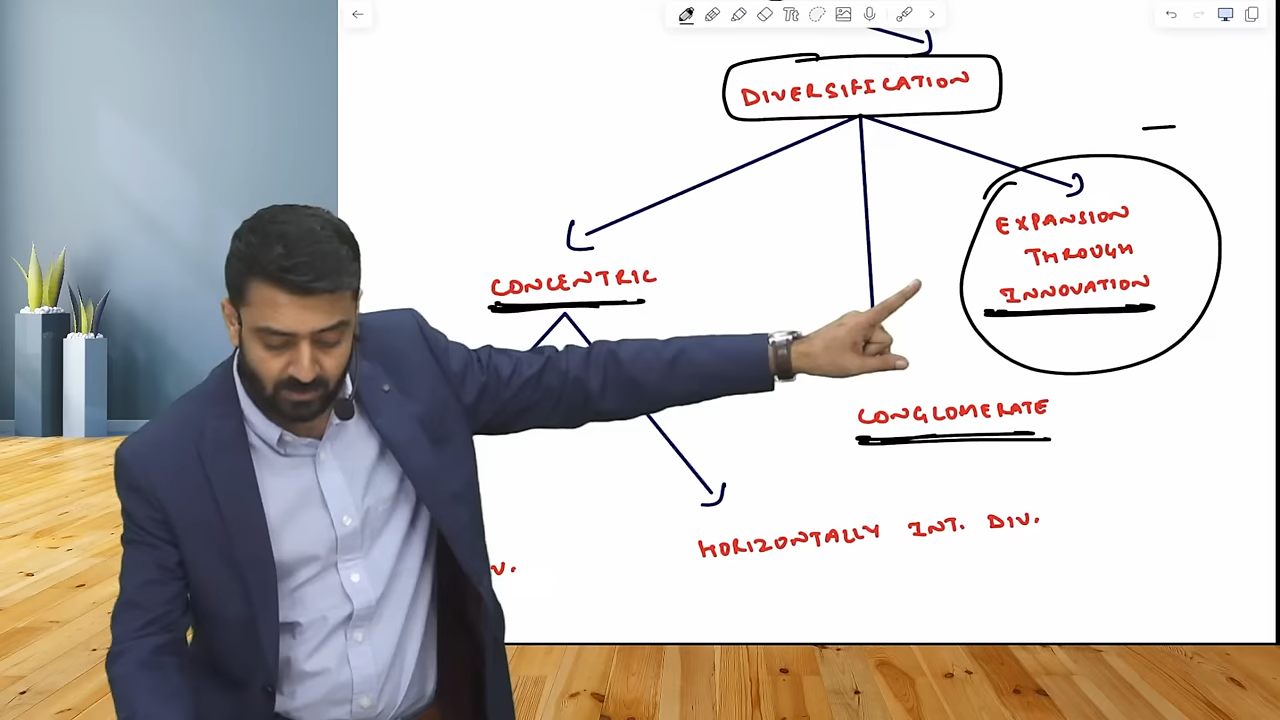 DIVERSIFICATION
EXPANSION
THROUGH
INNOVATION
CONCENTRIC
CONGLOMERATE
HORIZONTALLY INT. DIV.
V.